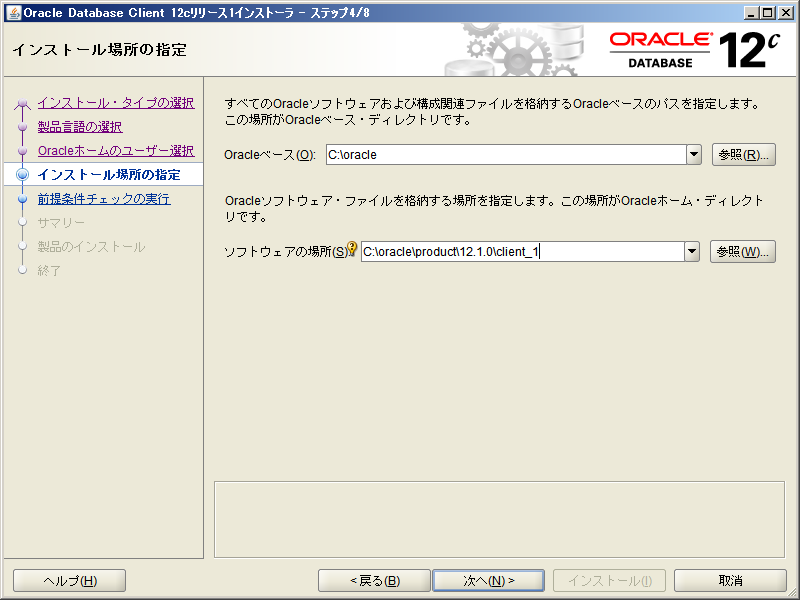 Oracle Database Client 12cリリース1インストーラ - ステップ4/8
インストール場所の指定
ORACLE
DATABASE
12c
インストール・タイプの選択
製品言語の選択
Oracleホームのユーザー選択
インストール場所の指定
前提条件チェックの実行
サマリー
製品のインストール
終了
すべてのOracleソフトウェアおよび構成関連ファイルを格納するOracleベースのパスを指定します。
この場所がOracleベース・ディレクトリです。
Oracleベース(O):
C:\oracle
参照(R)...
Oracleソフトウェア・ファイルを格納する場所を指定します。この場所がOracleホーム・ディレクト
リです。
ソフトウェアの場所(S)
C:\oracle\product\12.1.0\client_1
参照(W)...
ヘルプ(H)
< 戻る(B)
次へ(N) >
インストール(I)
取消